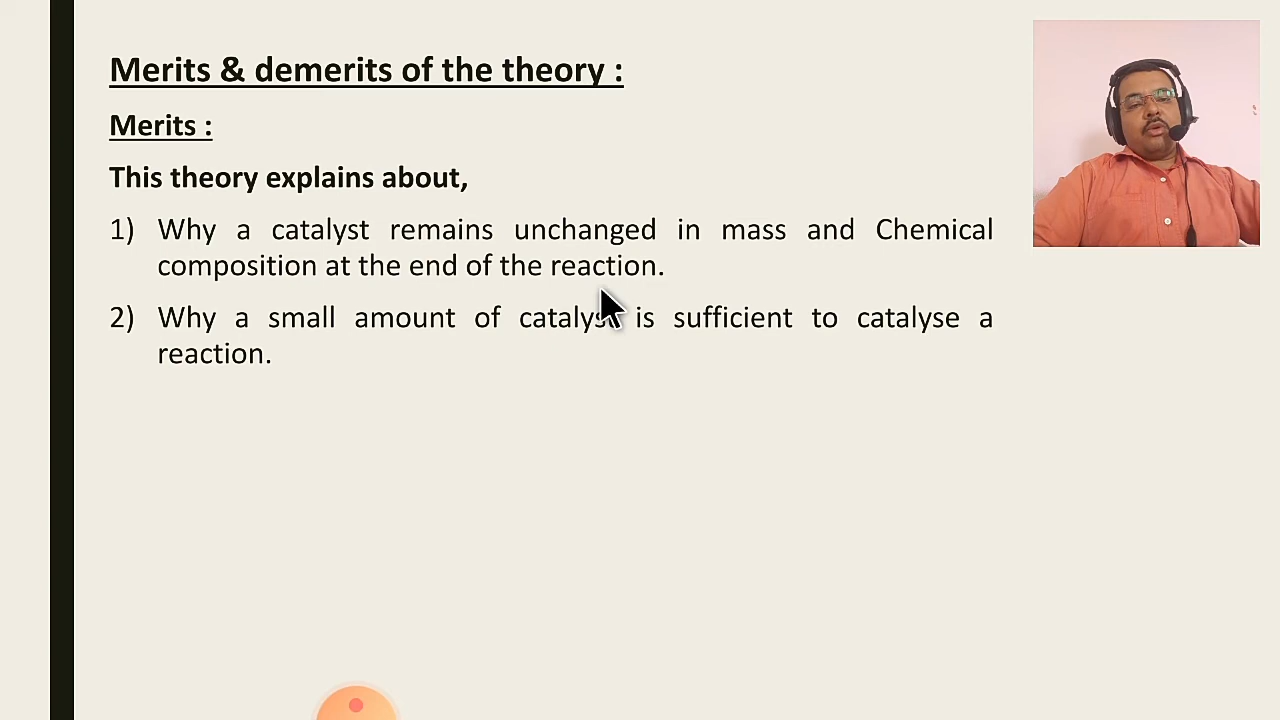 Merits & demerits of the theory :
Merits :
This theory explains about,
1) Why a catalyst remains unchanged in mass and Chemical
composition at the end of the reaction.
2) Why a small amount of catalyst is sufficient to catalyse a
reaction.